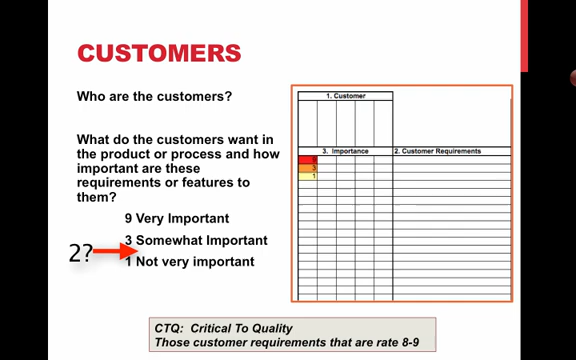 CUSTOMERS
Who are the customers?
What do the customers want in
the product or process and how
important are these
requirements or features to
them?
9 Very Important
3 Somewhat Important
2?
1 Not very important
1. Customer
3. Importance
2. Customer Requirements
9
3
1
CTQ: Critical To Quality
Those customer requirements that are rate 8-9